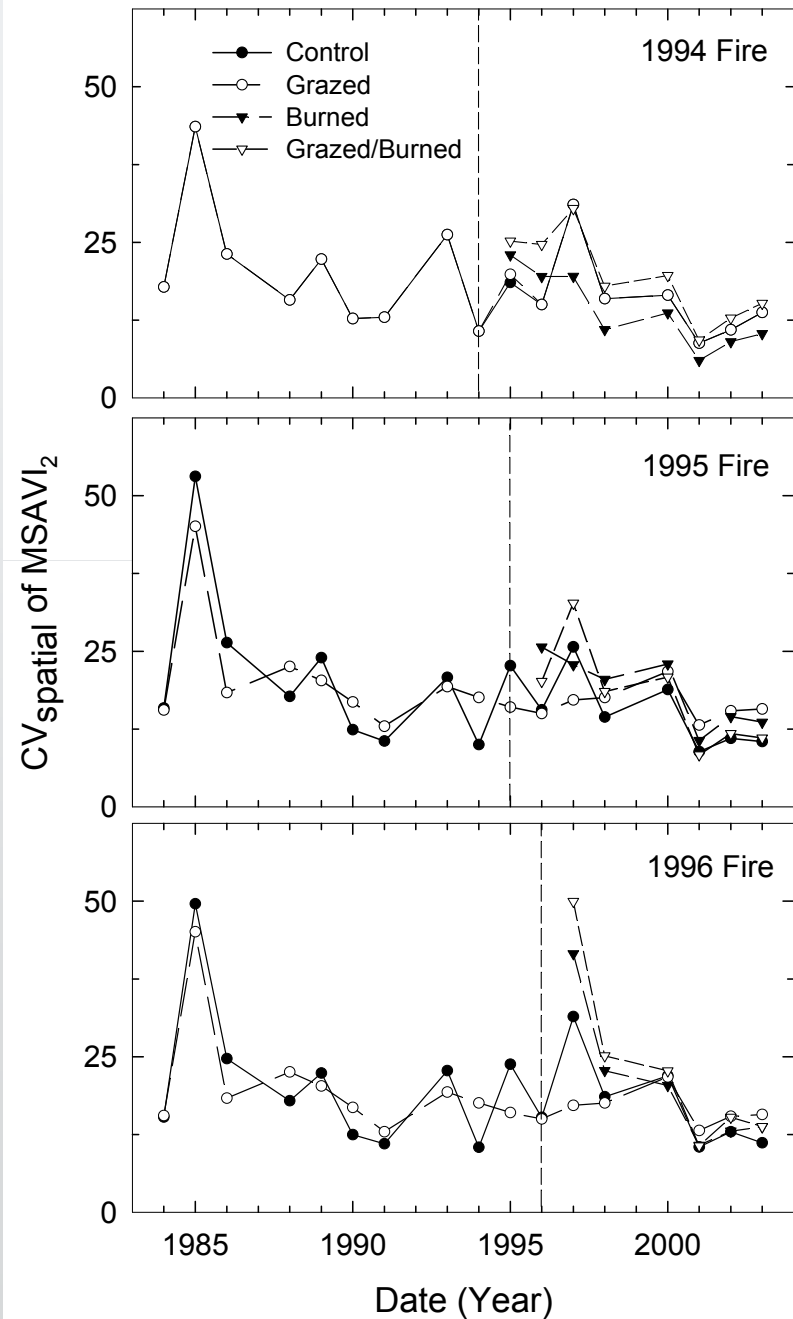 1994 Fire
Control
Grazed
Burned
Grazed/Burned
50
25
0
1995 Fire
50
25
0
CVspatial of MSAVI2
1996 Fire
50
25
0
1985 1990 1995 2000
Date (Year)